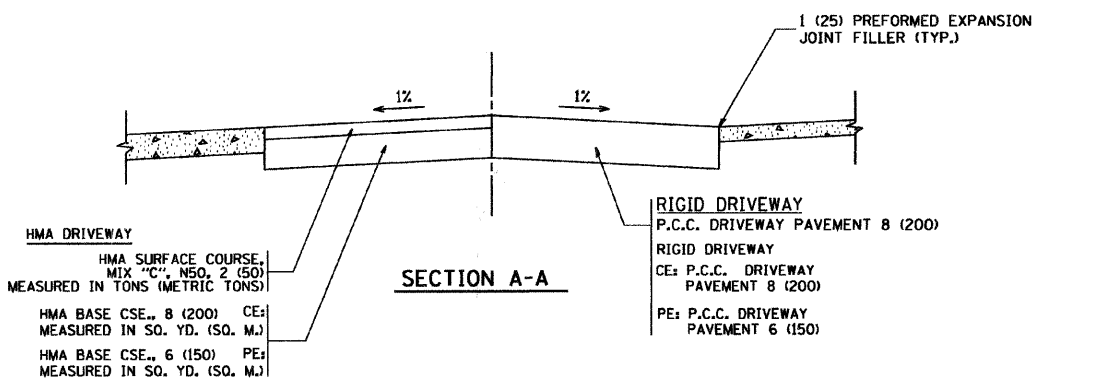 1 (25) PREFORMED EXPANSION
JOINT FILLER (TYP.)
1%
1%
HMA DRIVEWAY
HMA SURFACE COURSE,
MIX "C", N50, 2 (50)
MEASURED IN TONS (METRIC TONS)
HMA BASE CSE., 8 (200) CE:
MEASURED IN SQ. YD. (SQ. M.)
HMA BASE CSE., 6 (150) PE:
MEASURED IN SQ. YD. (SQ. M.)
SECTION A-A
RIGID DRIVEWAY
P.C.C. DRIVEWAY PAVEMENT 8 (200)
RIGID DRIVEWAY
CE: P.C.C. DRIVEWAY
PAVEMENT 8 (200)
PE: P.C.C. DRIVEWAY
PAVEMENT 6 (150)